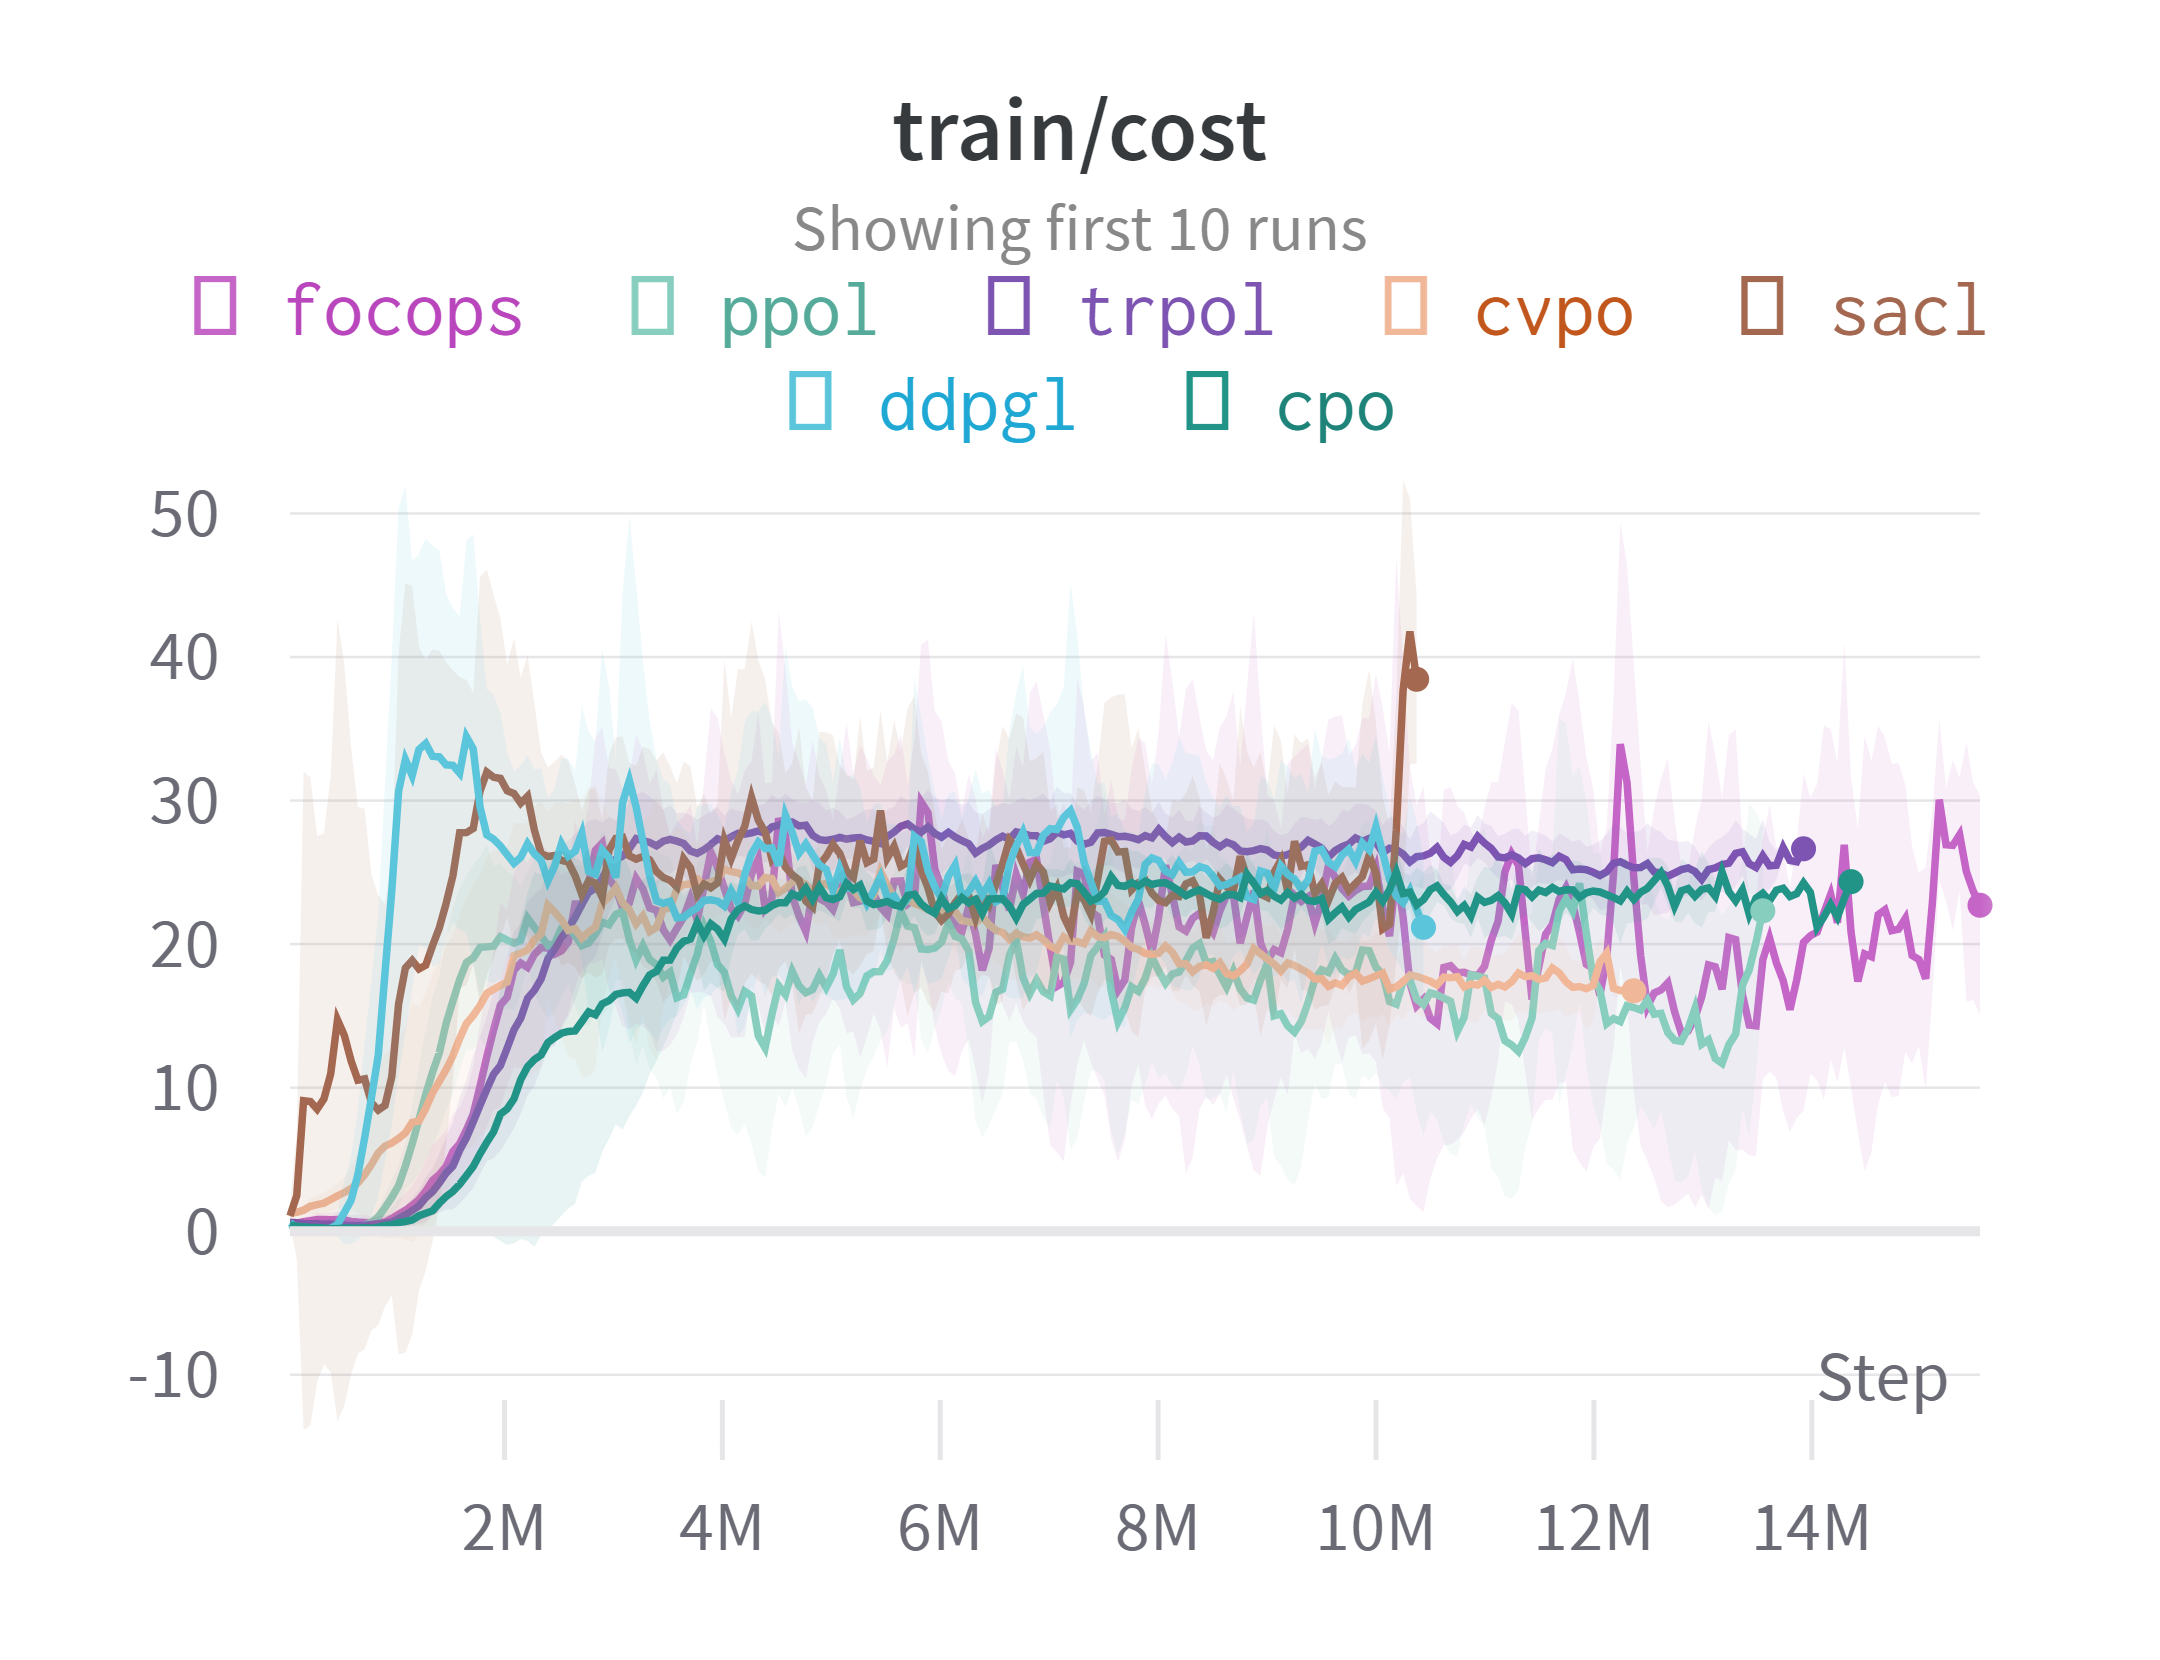 train/cost
Showing first 10 runs
focops ppol trpol cvpo sacl
ddpgl cpo
50
40
30
20
10
0
-10
Step
2M 4M 6M 8M 10M 12M 14M